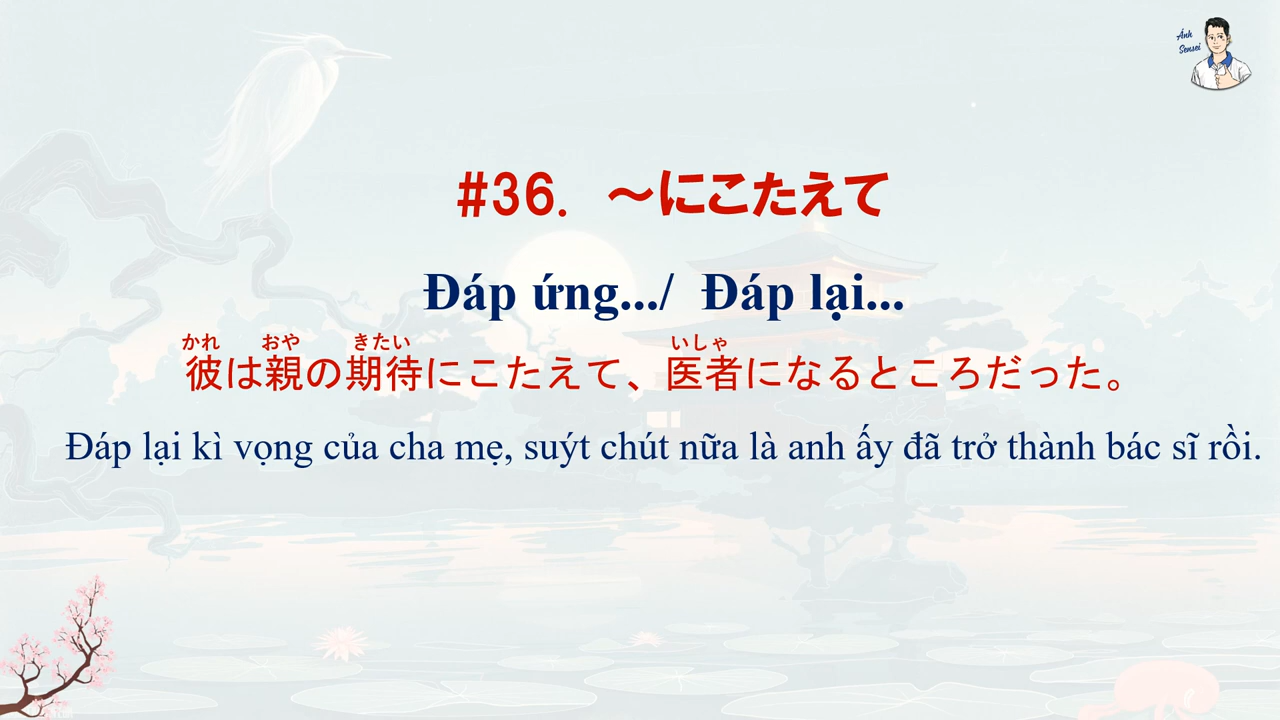 Ánh
Sensei
#36. ～にこたえて
Đáp ứng.../ Đáp lại...
かれ おや きたい いしゃ
彼は親の期待にこたえて、医者になるところだった。
Đáp lại kì vọng của cha mẹ, suýt chút nữa là anh ấy đã trở thành bác sĩ rồi.